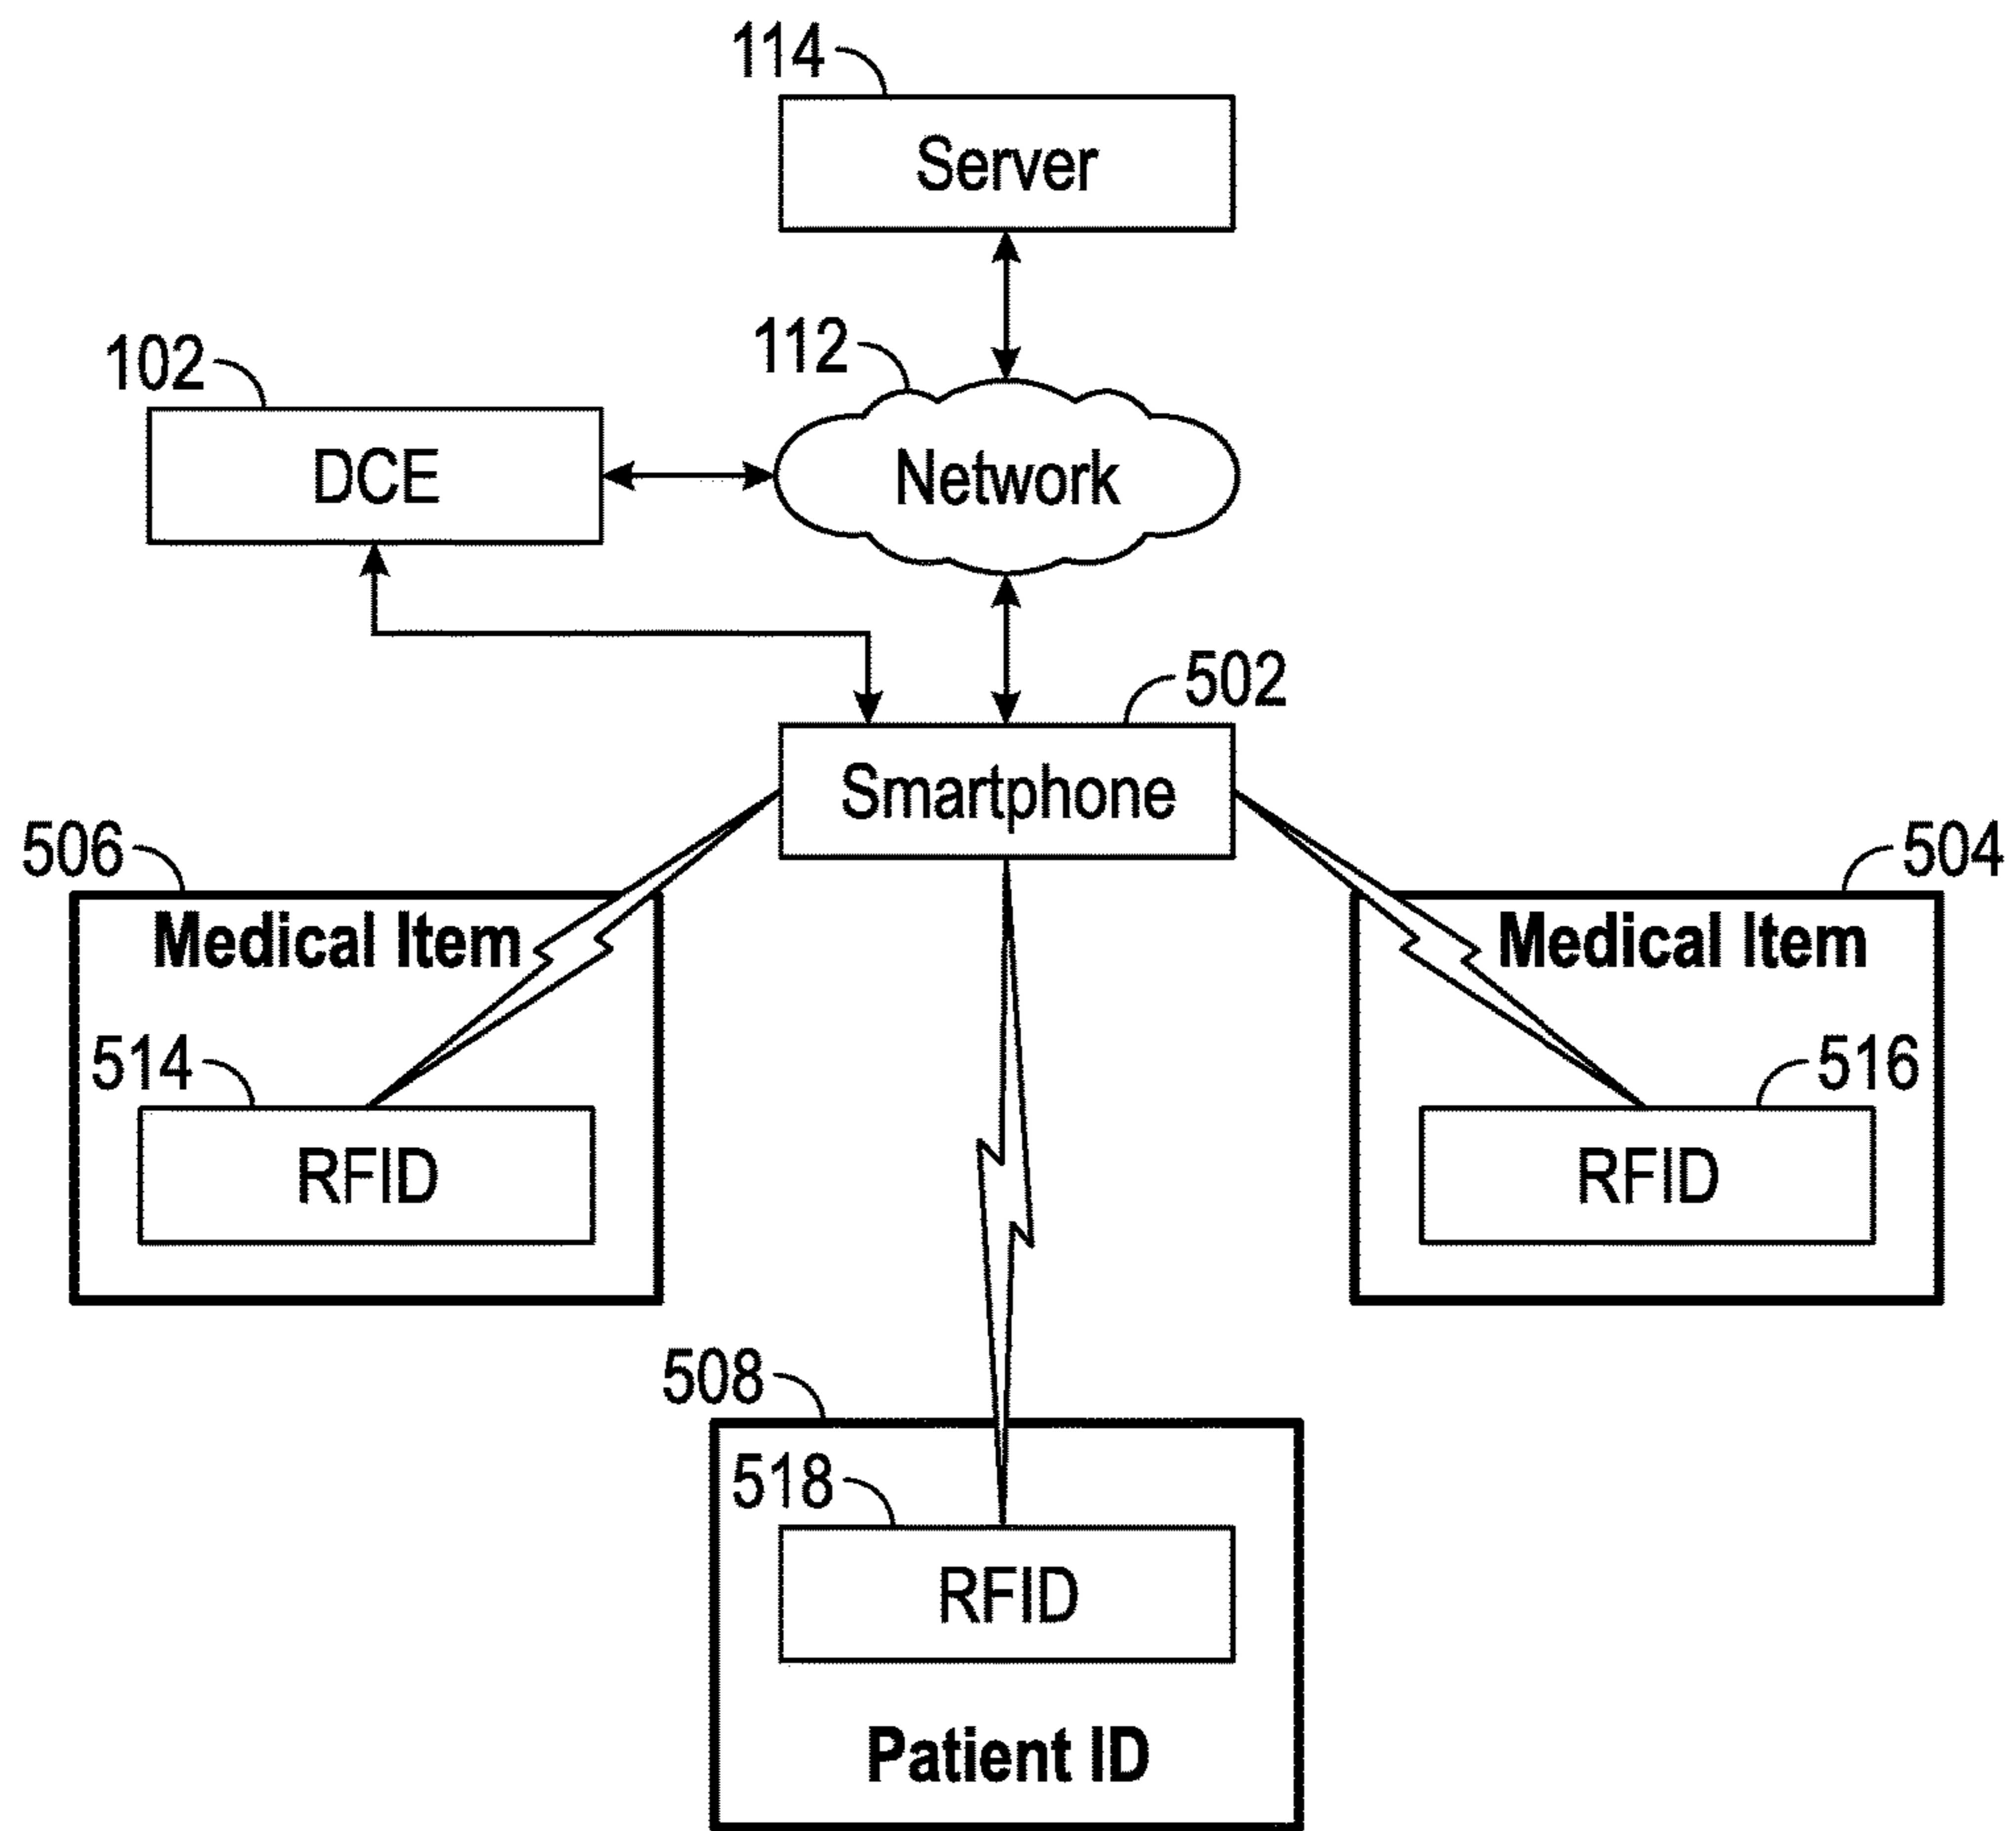 114
Server
112
102
DCE
Network
502
Smartphone
506
504
Medical Item
Medical Item
514
516
RFID
RFID
508
518
RFID
Patient ID